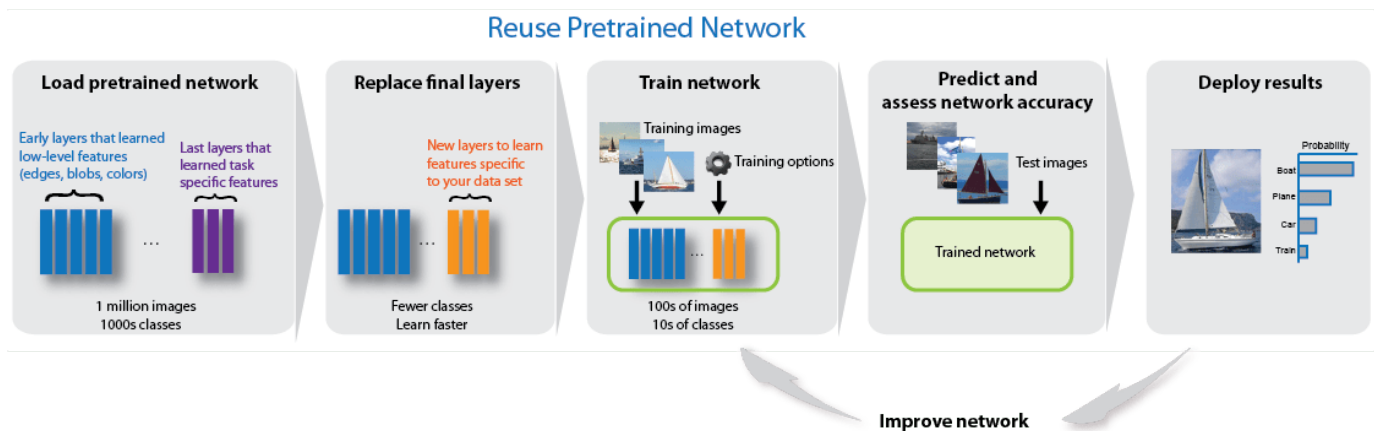 Reuse Pretrained Network
Load pretrained network
Early layers that learned
low-level features
(edges, blobs, colors)
Last layers that
learned task
specific features
...
1 million images
1000s classes
Replace final layers
New layers to learn
features specific
to your data set
...
Fewer classes
Learn faster
Train network
Training images
Training options
...
100s of images
10s of classes
Predict and
assess network accuracy
Test images
Trained network
Deploy results
Probability
Boat
Plane
Car
Train
Improve network